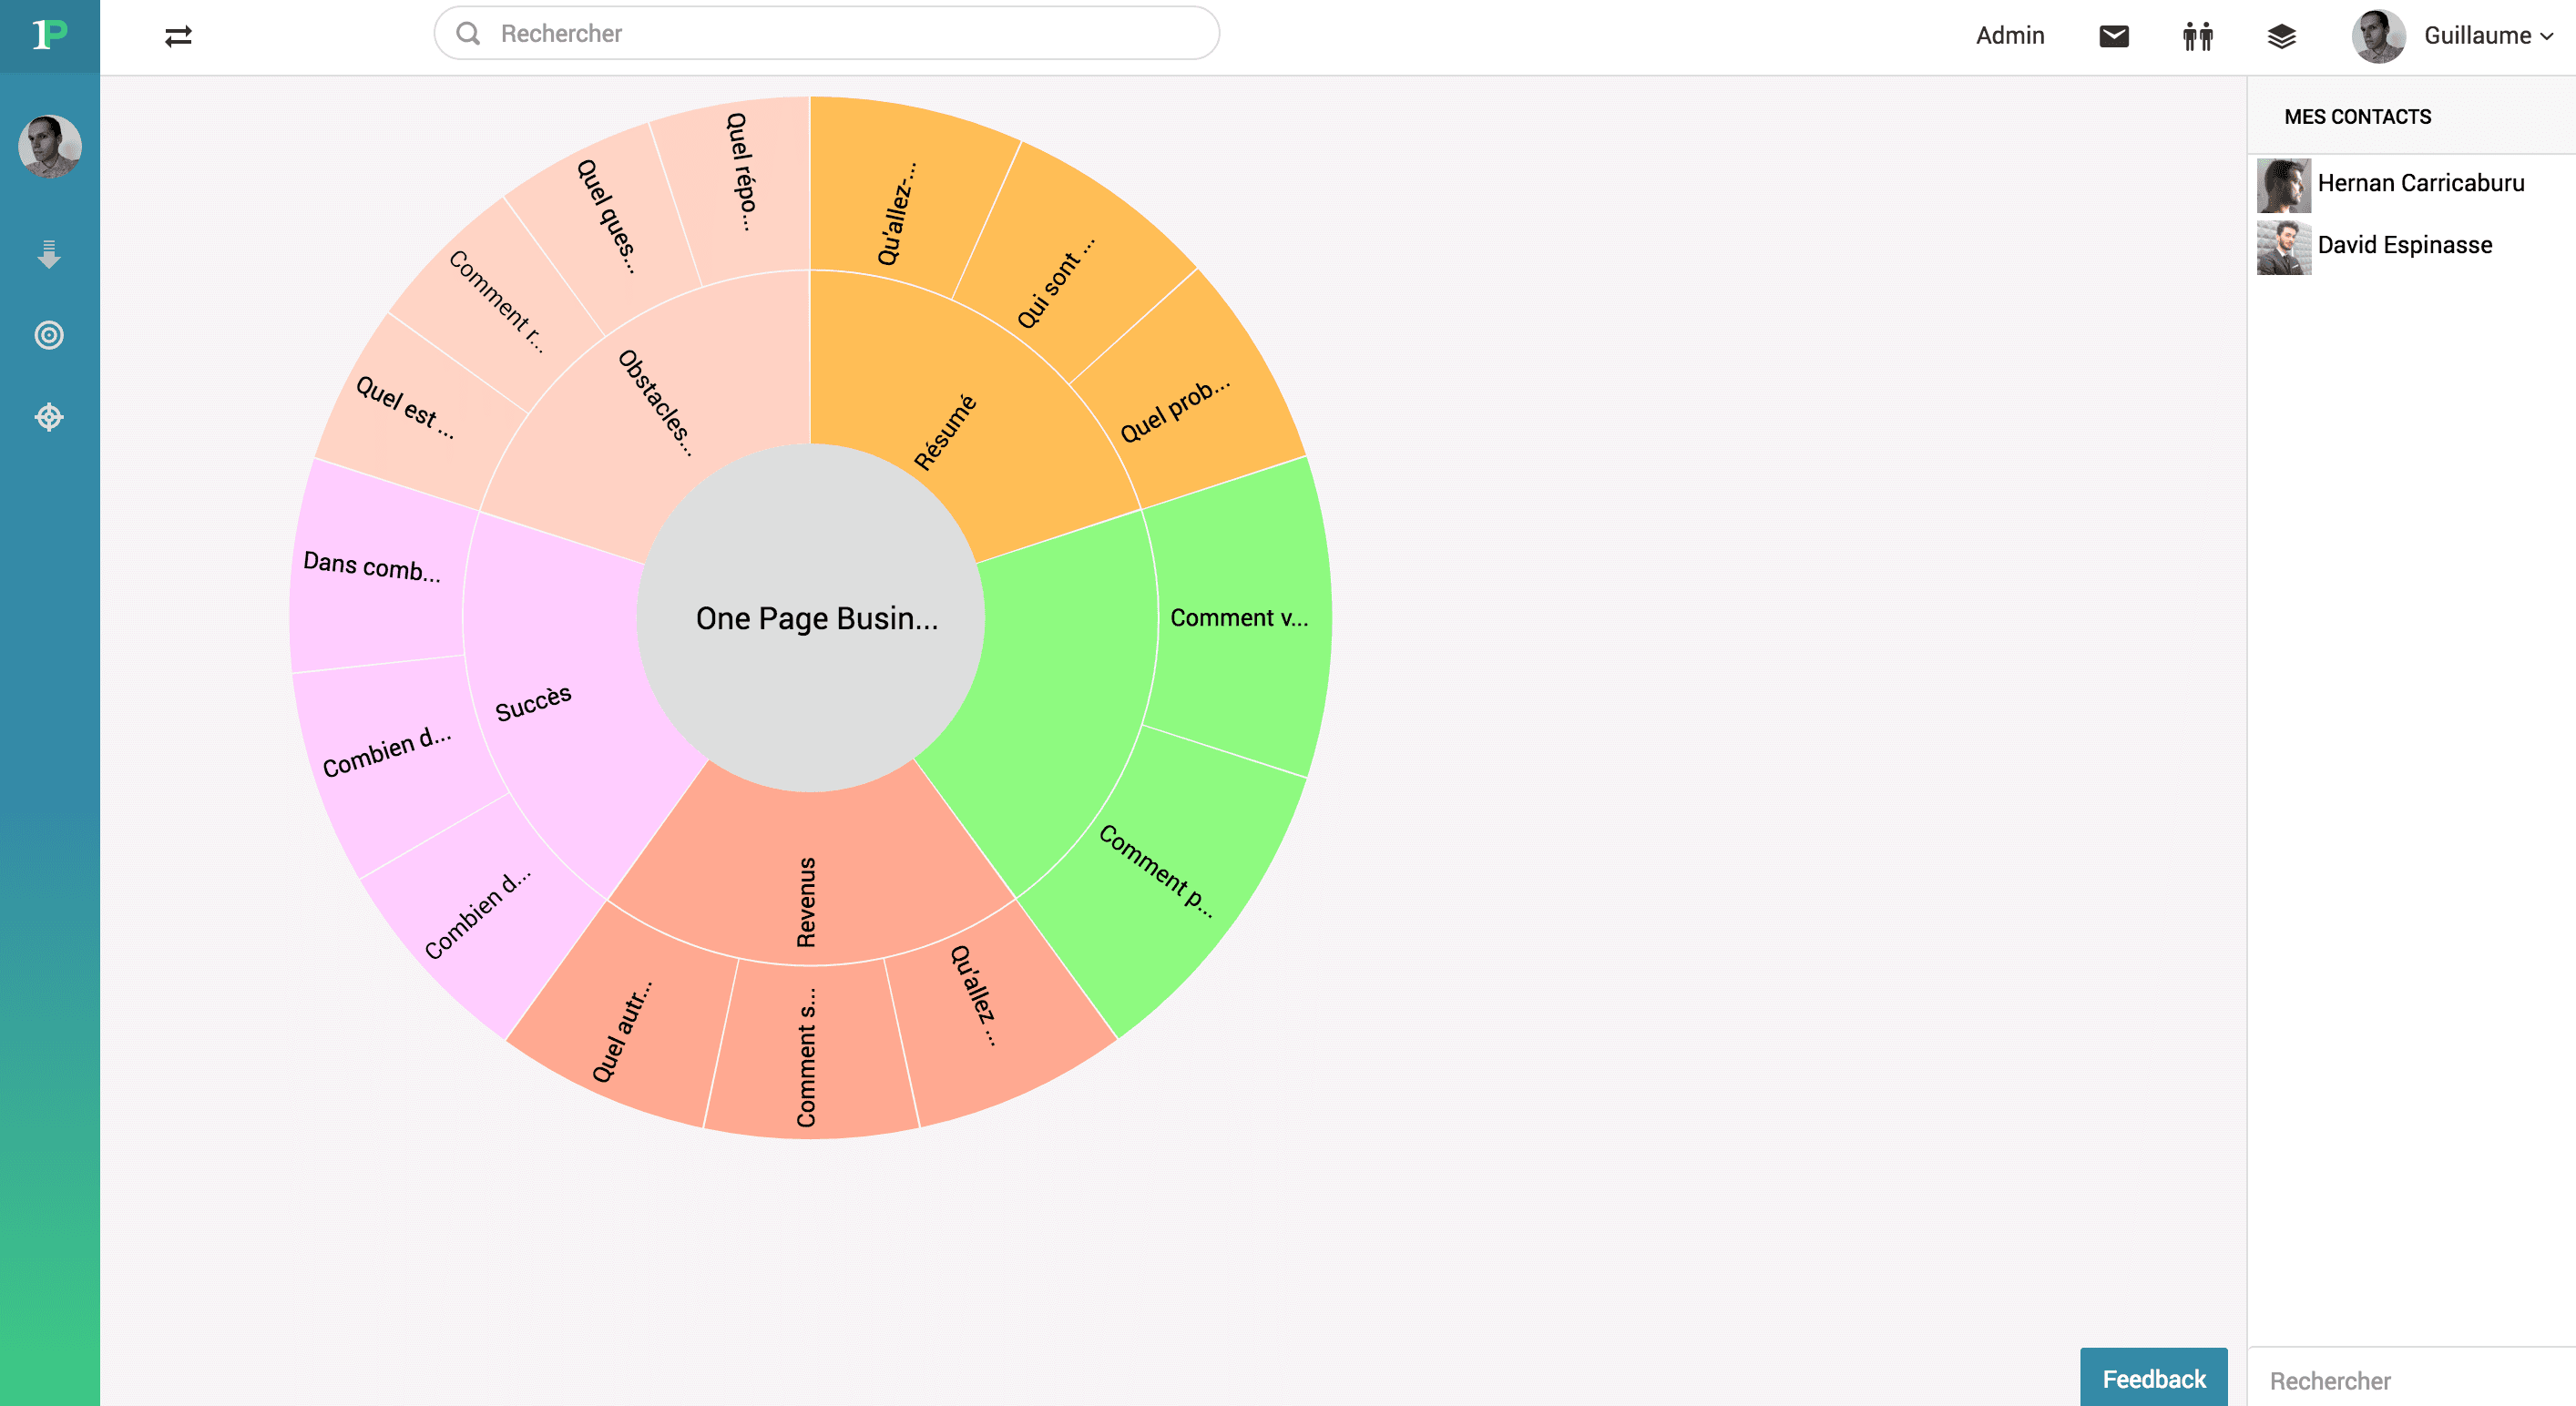 1P
Rechercher
Admin
Guillaume
MES CONTACTS
Hernan Carricaburu
David Espinasse
One Page Busin...
Résumé
Qu'allez-...
Qui sont ...
Quel prob...
Comment v...
Comment p...
Revenus
Qu'allez ...
Comment s...
Quel autr...
Succès
Combien d...
Combien d...
Dans comb...
Obstacles...
Quel est ...
Comment r...
Quel ques...
Quel répo...
Feedback
Rechercher